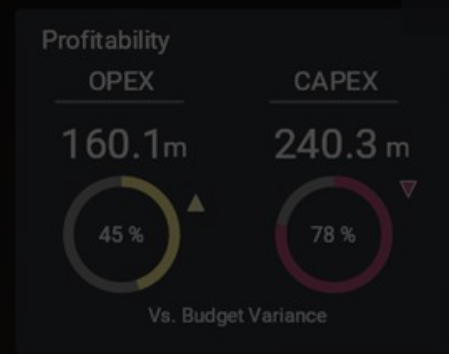 Profitability
OPEX
CAPEX
160.1m
240.3 m
45 %
78 %
Vs. Budget Variance